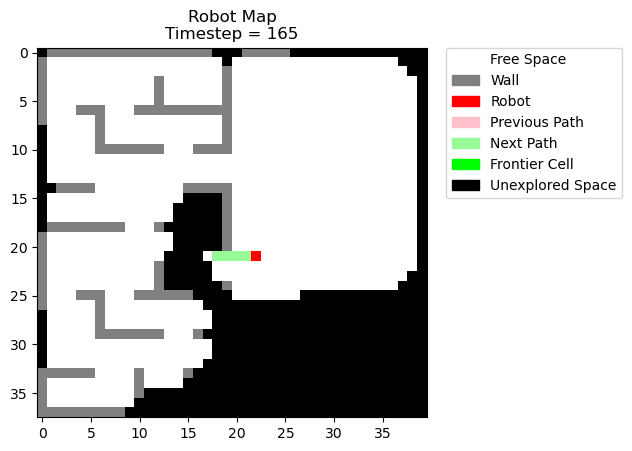 Robot Map
Timestep = 165
0
5
10
15
20
25
30
35
0
5
10
15
20
25
30
35
Free Space
Wall
Robot
Previous Path
Next Path
Frontier Cell
Unexplored Space